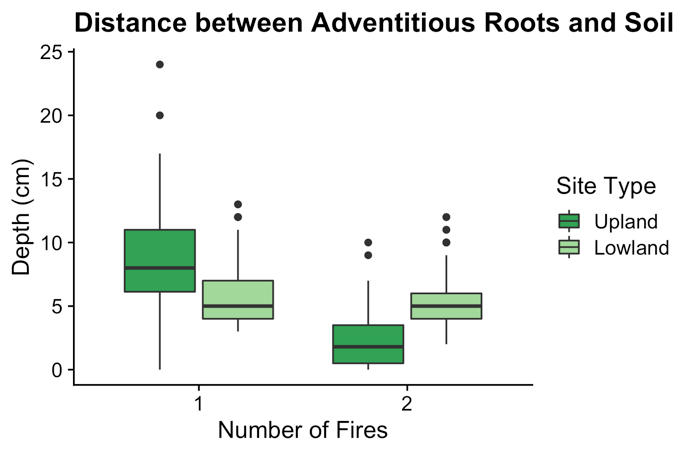 Distance between Adventitious Roots and Soil
Depth (cm)
25
20
15
10
5
0
1
2
Number of Fires
Site Type
Upland
Lowland